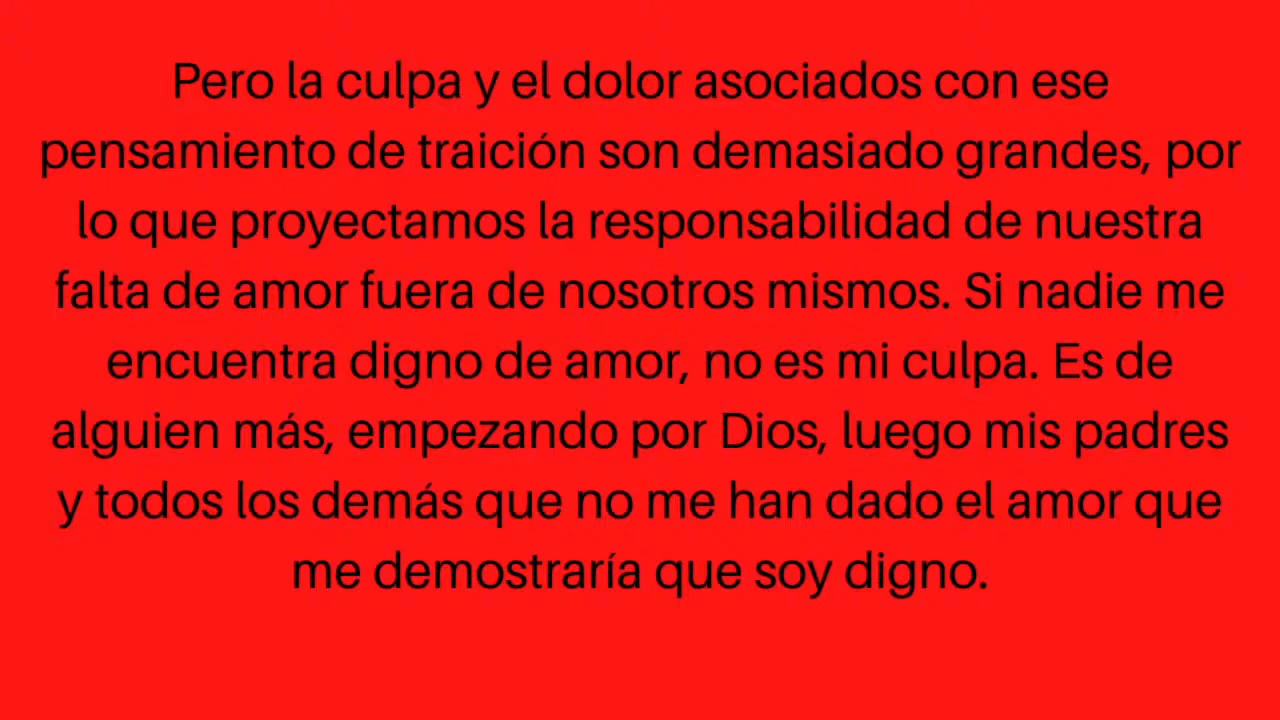 Pero la culpa y el dolor asociados con ese
pensamiento de traición son demasiado grandes, por
lo que proyectamos la responsabilidad de nuestra
falta de amor fuera de nosotros mismos. Si nadie me
encuentra digno de amor, no es mi culpa. Es de
alguien más, empezando por Dios, luego mis padres
y todos los demás que no me han dado el amor que
me demostraría que soy digno.